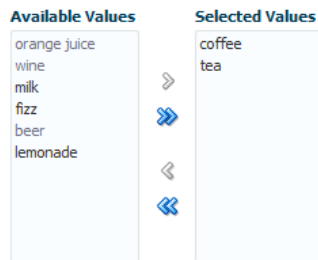 Available Values
orange juice
wine
milk
fizz
beer
lemonade
Selected Values
coffee
tea